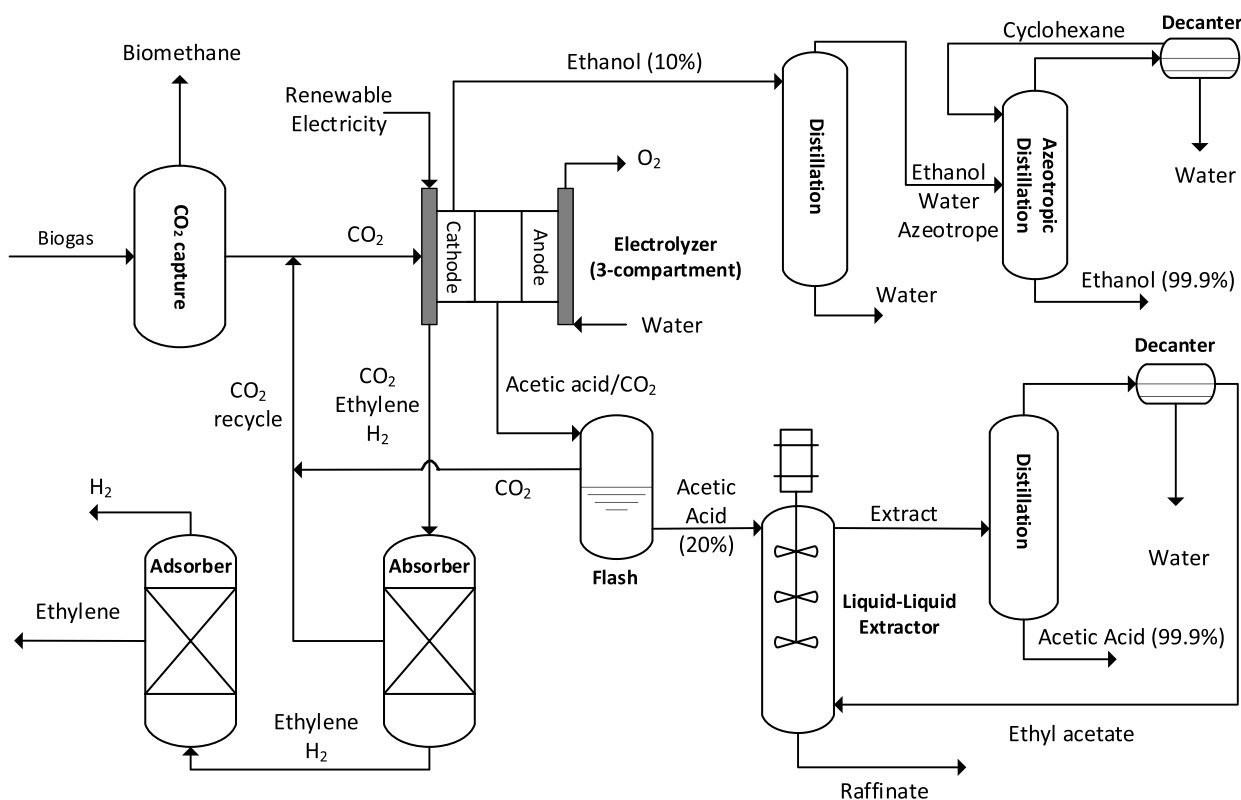 Decanter
Cyclohexane
Biomethane
Ethanol (10%)
Renewable
Electricity
Distillation
Azeotropic
Distillation
O₂
Water
Ethanol
Water
Azeotrope
CO₂ capture
Biogas
CO₂
Cathode
Anode
Electrolyzer
(3-compartment)
Ethanol (99.9%)
Water
Water
Decanter
CO₂
recycle
CO₂
Ethylene
H₂
Acetic acid/CO₂
Distillation
H₂
CO₂
Acetic
Acid
(20%)
Extract
Water
Adsorber
Absorber
Flash
Liquid-Liquid
Extractor
Ethylene
Acetic Acid (99.9%)
Ethylene
H₂
Ethyl acetate
Raffinate